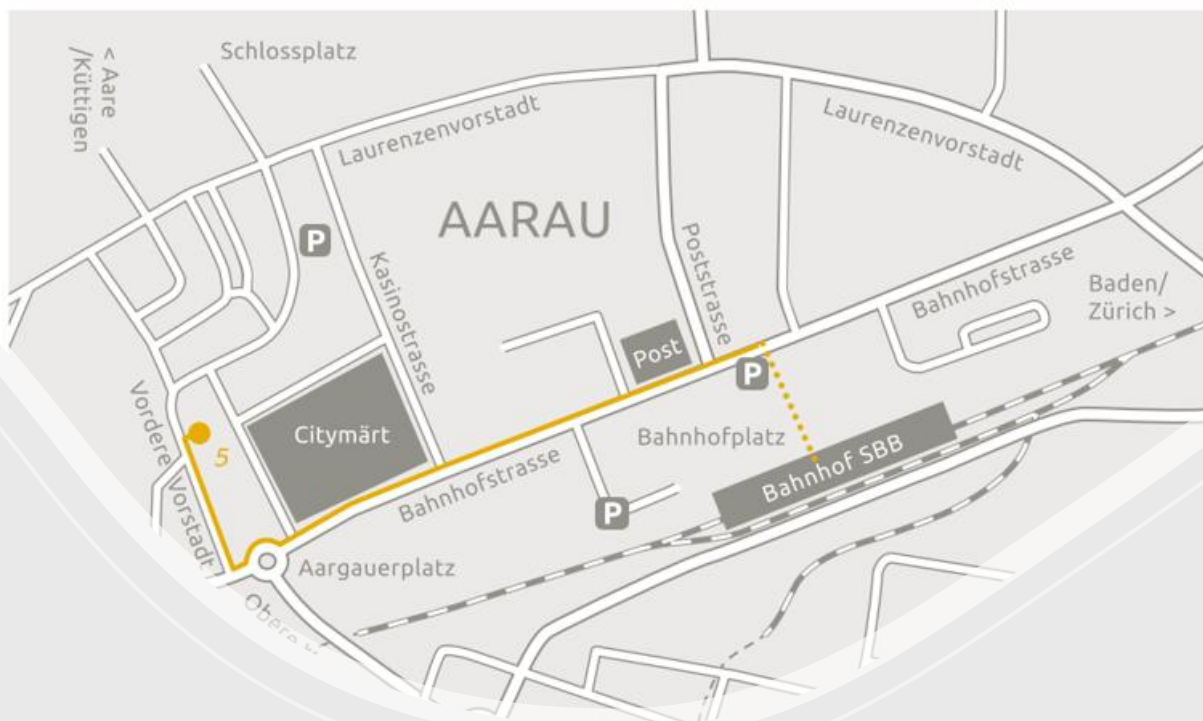 Schlossplatz
< Aare
/Küttigen
Laurenzenvorstadt
Laurenzenvorstadt
AARAU
P
Kasinostrasse
Poststrasse
Bahnhofstrasse
Baden/
Zürich >
Post
P
Vordere
Vorstadt
5
Citymärt
Bahnhofplatz
Bahnhof SBB
Bahnhofstrasse
P
Aargauerplatz
Obere